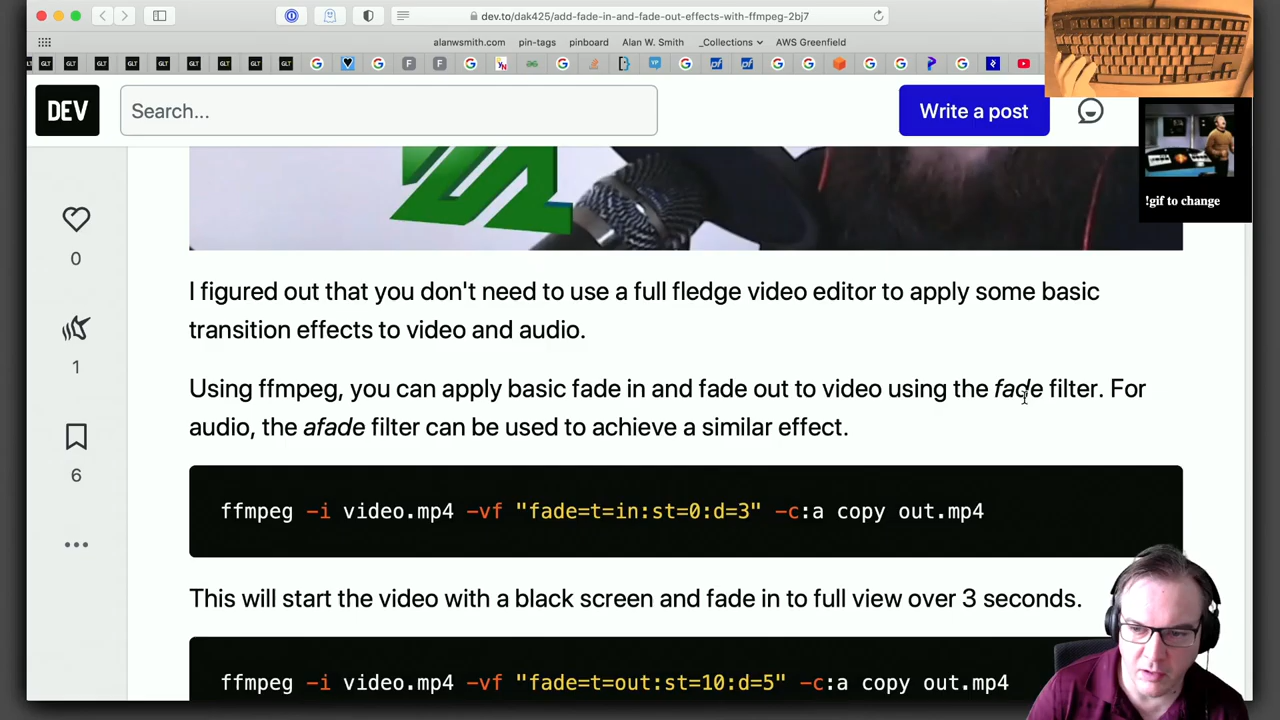 dev.to/dak425/add-fade-in-and-fade-out-effects-with-ffmpeg-2bj7
alanwsmith.com pin-tags pinboard Alan W. Smith _Collections AWS Greenfield
DEV
Search...
Write a post
!gif to change
0
1
6
I figured out that you don't need to use a full fledge video editor to apply some basic
transition effects to video and audio.
Using ffmpeg, you can apply basic fade in and fade out to video using the fade filter. For
audio, the afade filter can be used to achieve a similar effect.
ffmpeg -i video.mp4 -vf "fade=t=in:st=0:d=3" -c:a copy out.mp4
This will start the video with a black screen and fade in to full view over 3 seconds.
ffmpeg -i video.mp4 -vf "fade=t=out:st=10:d=5" -c:a copy out.mp4